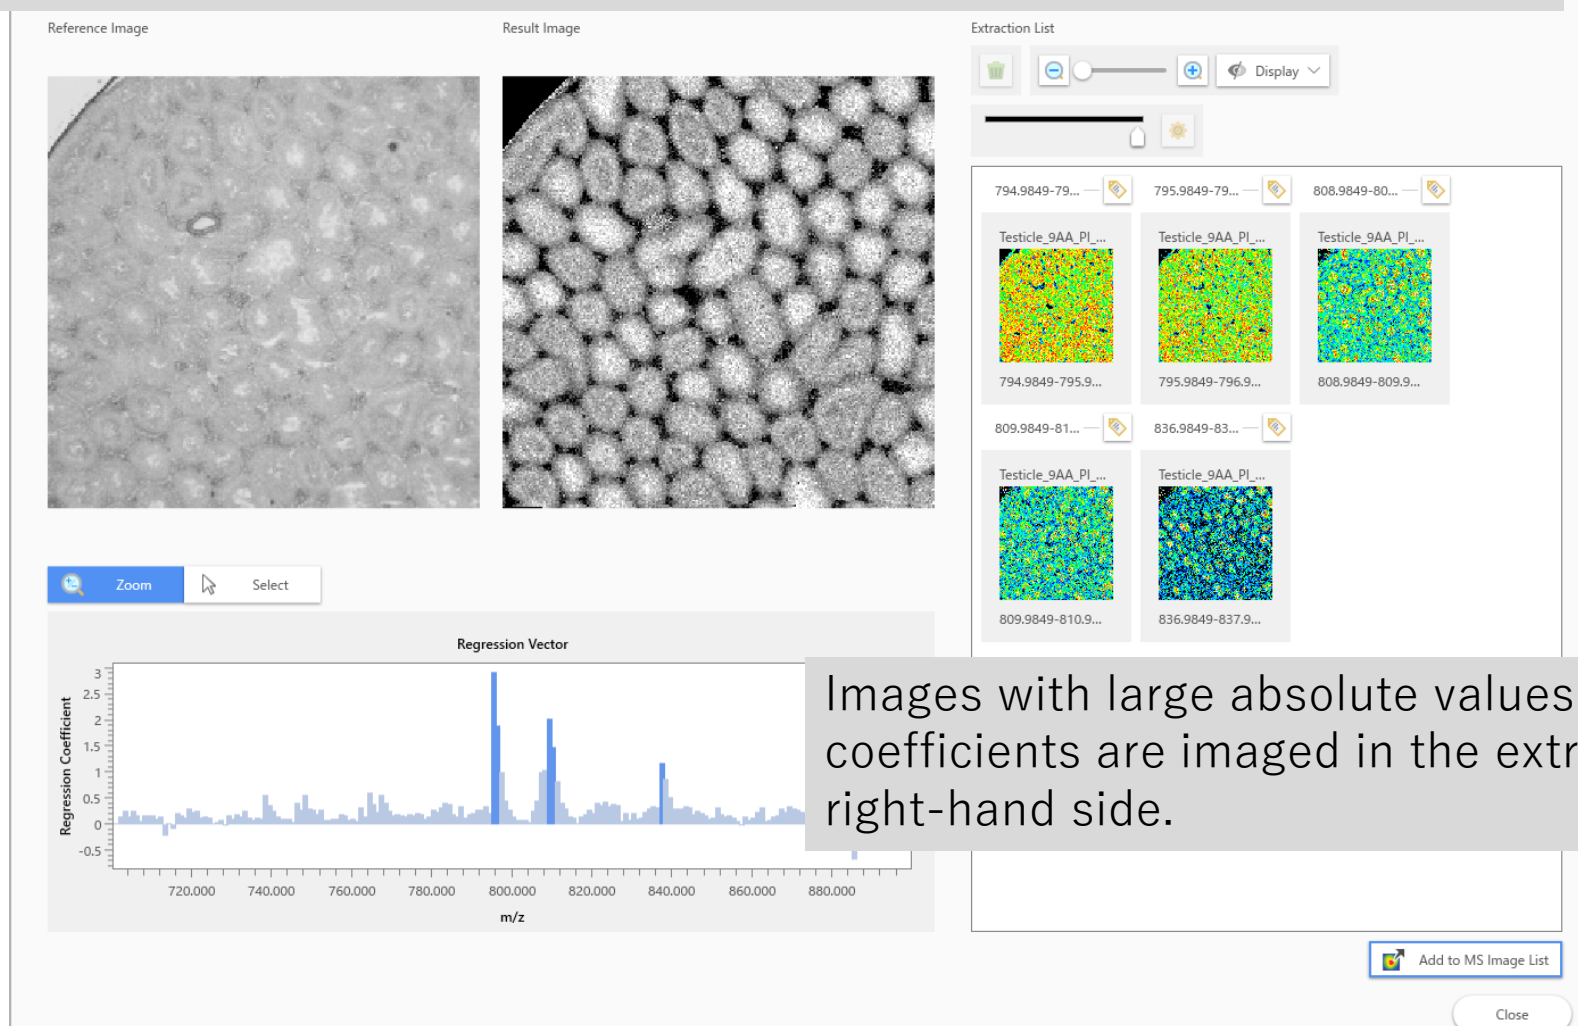 Reference Image
Result Image
Extraction List
Display
794.9849-79...
795.9849-79...
808.9849-80...
Testicle_9AA_PI_...
Testicle_9AA_PI_...
Testicle_9AA_PI_...
794.9849-795.9...
795.9849-796.9...
808.9849-809.9...
809.9849-81...
836.9849-83...
Testicle_9AA_PI_...
Testicle_9AA_PI_...
809.9849-810.9...
836.9849-837.9...
Zoom
Select
Regression Vector
Regression Coefficient
3
2.5
2
1.5
1
0.5
0
-0.5
720.000 740.000 760.000 780.000 800.000 820.000 840.000 860.000 880.000
m/z
Images with large absolute values
coefficients are imaged in the extr
right-hand side.
Add to MS Image List
Close